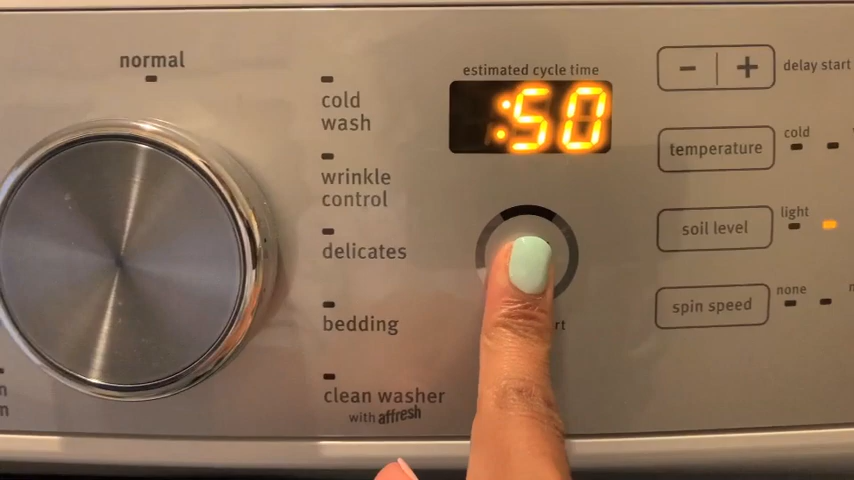 normal
cold
wash
wrinkle
control
delicates
bedding
clean washer
with affresh
estimated cycle time
:50
- +
delay start
temperature
cold
soil level
light
spin speed
none